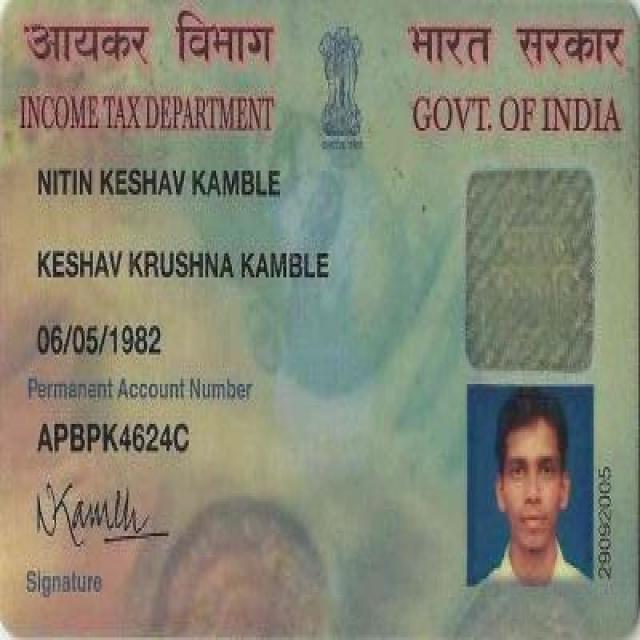 आयकर विभाग
भारत सरकार
INCOME TAX DEPARTMENT
GOVT. OF INDIA
NITIN KESHAV KAMBLE
KESHAV KRUSHNA KAMBLE
06/05/1982
Permanent Account Number
APBPK4624C
NKamble
Signature
29092005